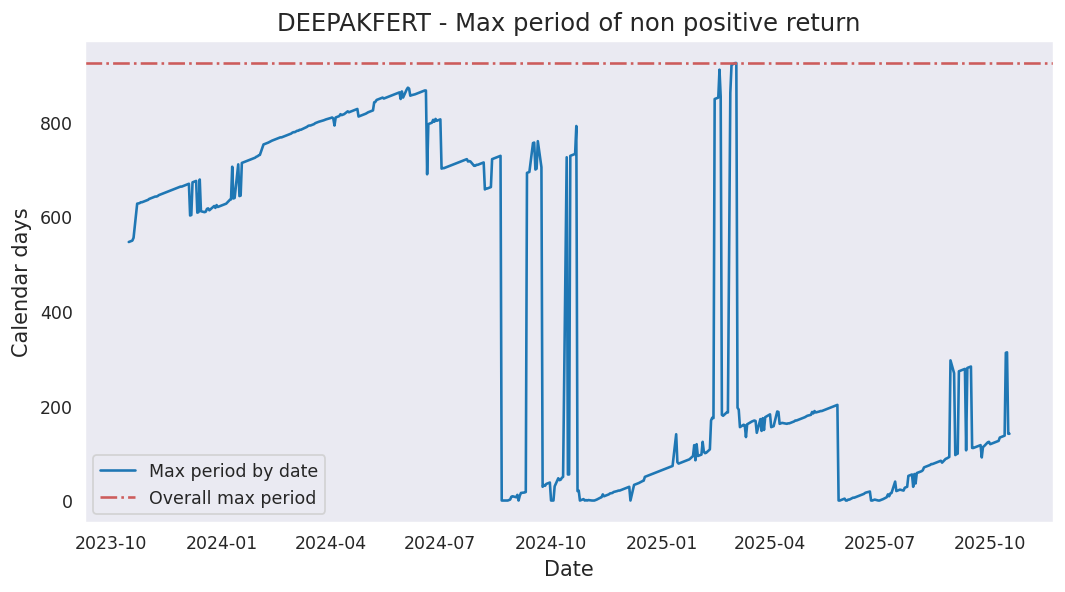 DEEPAKFERT - Max period of non positive return
Calendar days
800
600
400
200
0
Max period by date
Overall max period
2023-10 2024-01 2024-04 2024-07 2024-10 2025-01 2025-04 2025-07 2025-10
Date